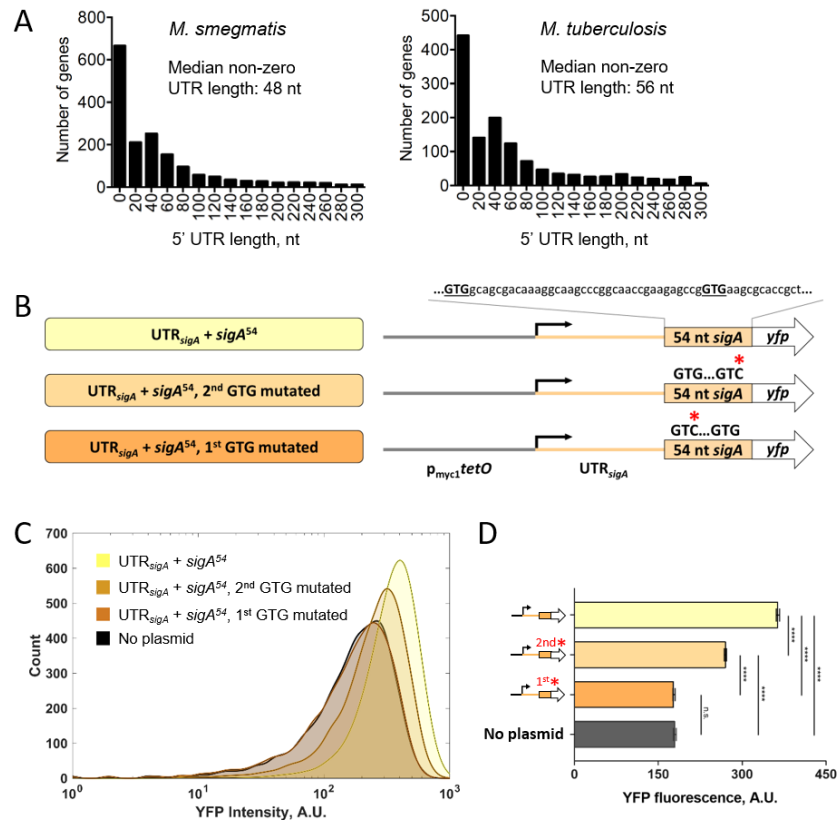 A
M. smegmatis
Median non-zero
UTR length: 48 nt
Number of genes
800
600
400
200
0
0
20
40
60
80
100
120
140
160
180
200
220
240
260
280
300
5' UTR length, nt
M. tuberculosis
Median non-zero
UTR length: 56 nt
Number of genes
500
400
300
200
100
0
0
20
40
60
80
100
120
140
160
180
200
220
240
260
280
300
5' UTR length, nt
B
...GTGgcagcgacaaaggcaagcccggcaaccgaagagccgGTGaagcgcaccgct...
UTRsigA + sigA54
54 nt sigA
yfp
*
UTRsigA + sigA54, 2nd GTG mutated
GTG...GTC
54 nt sigA
yfp
*
UTRsigA + sigA54, 1st GTG mutated
GTC...GTG
54 nt sigA
yfp
pmyc1tetO
UTRsigA
C
700
600
500
400
300
200
100
0
Count
UTRsigA + sigA54
UTRsigA + sigA54, 2nd GTG mutated
UTRsigA + sigA54, 1st GTG mutated
No plasmid
10^0
10^1
10^2
10^3
YFP Intensity, A.U.
D
2nd*
1st*
No plasmid
****
****
****
****
****
n.s.
0
150
300
450
YFP fluorescence, A.U.